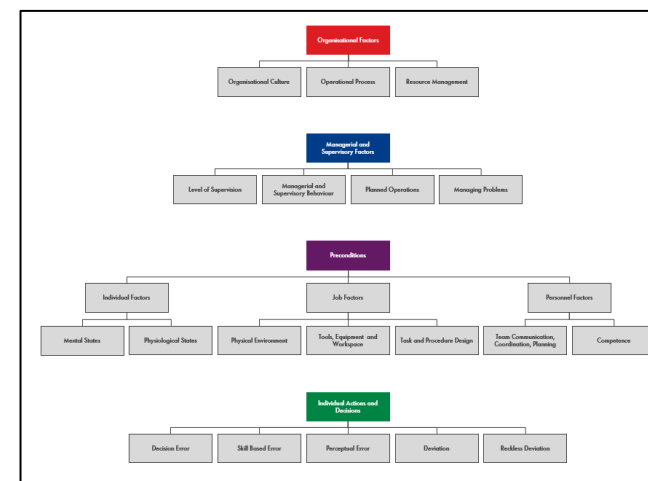 Organisational Factors
Organisational Culture
Operational Process
Resource Management
Managerial and
Supervisory Factors
Level of Supervision
Managerial and
Supervisory Behaviour
Planned Operations
Managing Problems
Preconditions
Individual Factors
Job Factors
Personnel Factors
Mental States
Physiological States
Physical Environment
Tools, Equipment and
Workspace
Task and Procedure Design
Team Communication,
Coordination, Planning
Competence
Individual Actions and
Decisions
Decision Error
Skill Based Error
Perceptual Error
Deviation
Reckless Deviation